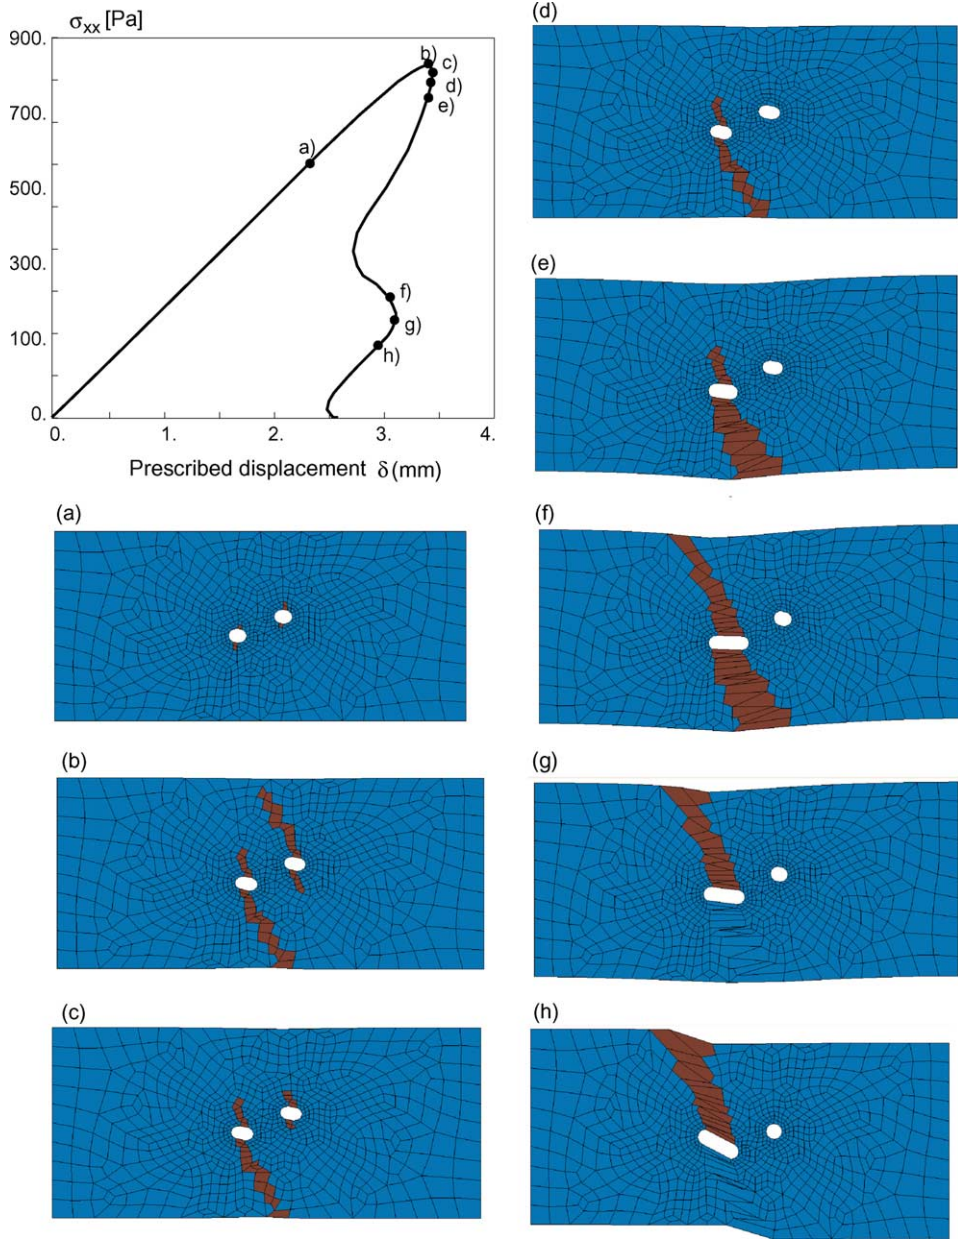 σxx [Pa]
900.
700.
500.
300.
100.
0.
0.
1.
2.
3.
4.
Prescribed displacement δ (mm)
a)
b)
c)
d)
e)
f)
g)
h)
(a)
(b)
(c)
(d)
(e)
(f)
(g)
(h)